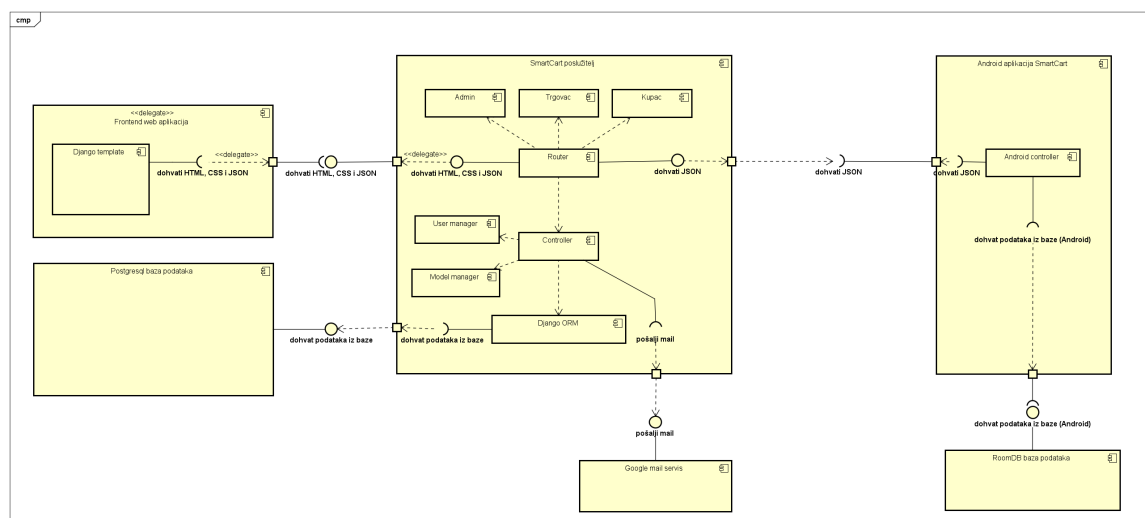 cmp
SmartCart poslužitelj
Android aplikacija SmartCart
Admin
Trgovac
Kupac
<<delegate>>
Frontend web aplikacija
Django template
<<delegate>>
dohvati HTML, CSS i JSON
dohvati HTML, CSS i JSON
<<delegate>>
dohvati HTML, CSS i JSON
Router
dohvati JSON
dohvati JSON
dohvati JSON
Android controller
User manager
Controller
dohvat podataka iz baze (Android)
Postgresql baza podataka
Model manager
Django ORM
dohvat podataka iz baze
dohvat podataka iz baze
pošalji mail
pošalji mail
dohvat podataka iz baze (Android)
Google mail servis
RoomDB baza podataka